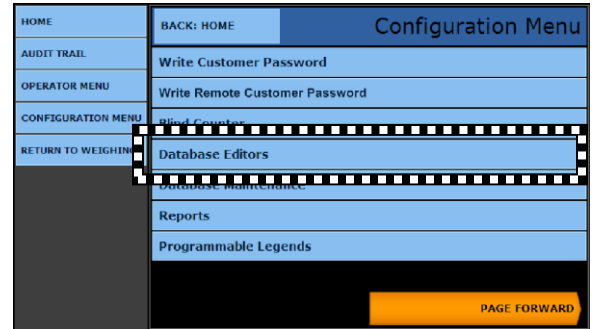 HOME
AUDIT TRAIL
OPERATOR MENU
CONFIGURATION MENU
RETURN TO WEIGHING
BACK: HOME
Configuration Menu
Write Customer Password
Write Remote Customer Password
Blind Counter
Database Editors
Database Maintenance
Reports
Programmable Legends
PAGE FORWARD